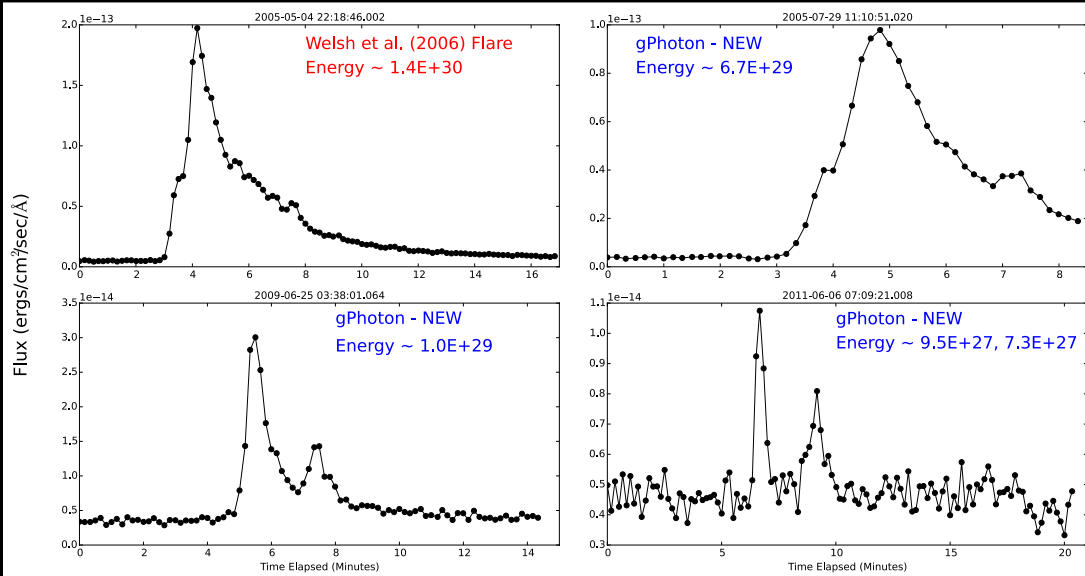 2005-05-04 22:18:46.002
1e−13
Welsh et al. (2006) Flare
Energy ~ 1.4E+30
2.0
1.5
1.0
0.5
0.0
0 2 4 6 8 10 12 14 16
2005-07-29 11:10:51.020
1e−13
gPhoton - NEW
Energy ~ 6.7E+29
1.0
0.8
0.6
0.4
0.2
0.0
0 1 2 3 4 5 6 7 8
Flux (ergs/cm²/sec/Å)
2009-06-25 03:38:01.064
1e−14
gPhoton - NEW
Energy ~ 1.0E+29
3.5
3.0
2.5
2.0
1.5
1.0
0.5
0.0
0 2 4 6 8 10 12 14
Time Elapsed (Minutes)
2011-06-06 07:09:21.008
1e−14
gPhoton - NEW
Energy ~ 9.5E+27, 7.3E+27
1.1
1.0
0.9
0.8
0.7
0.6
0.5
0.4
0.3
0 5 10 15 20
Time Elapsed (Minutes)